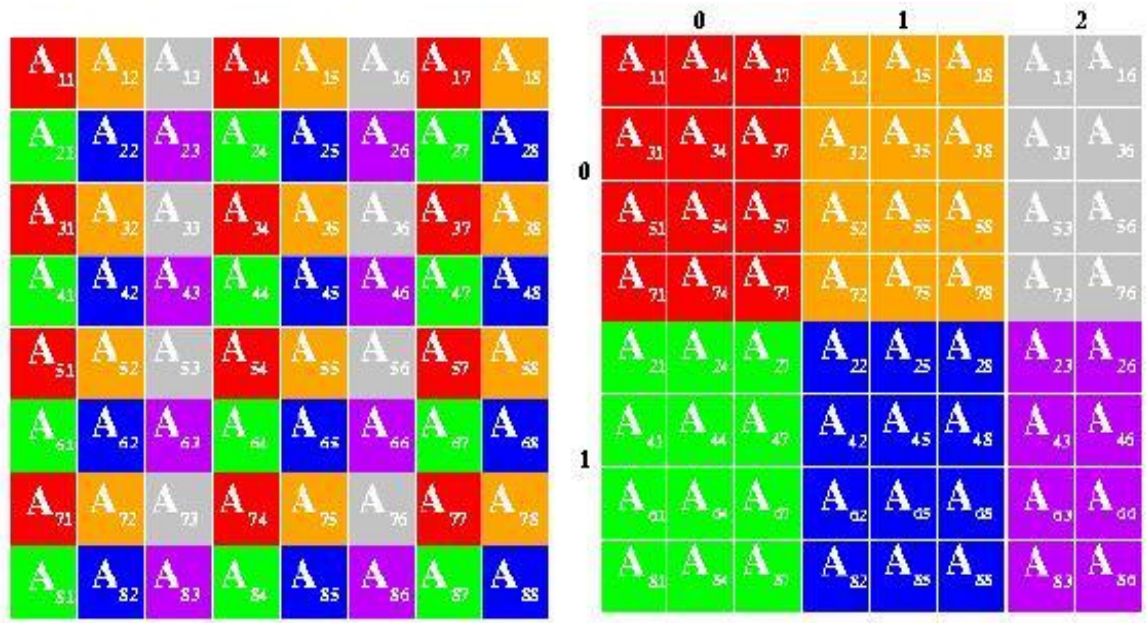 A11 A12 A13 A14 A15 A16 A17 A18
A21 A22 A23 A24 A25 A26 A27 A28
A31 A32 A33 A34 A35 A36 A37 A38
A41 A42 A43 A44 A45 A46 A47 A48
A51 A52 A53 A54 A55 A56 A57 A58
A61 A62 A63 A64 A65 A66 A67 A68
A71 A72 A73 A74 A75 A76 A77 A78
A81 A82 A83 A84 A85 A86 A87 A88
0 1 2
A11 A14 A17 A12 A15 A18 A13 A16
0 A31 A34 A37 A32 A35 A38 A33 A36
A51 A54 A57 A52 A55 A58 A53 A56
A71 A74 A77 A72 A75 A78 A73 A76
A21 A24 A27 A22 A25 A28 A23 A26
1 A41 A44 A47 A42 A45 A48 A43 A46
A61 A64 A67 A62 A65 A68 A63 A66
A81 A84 A87 A82 A85 A88 A83 A86